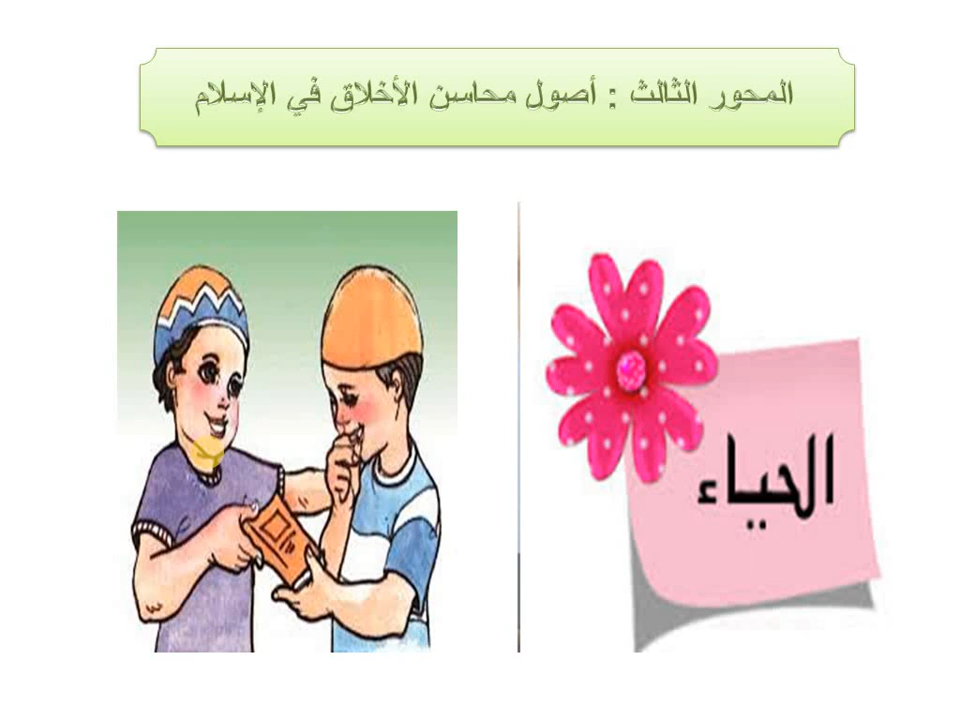 المحور الثالث : أصول محاسن الأخلاق في الإسلام
الحياء